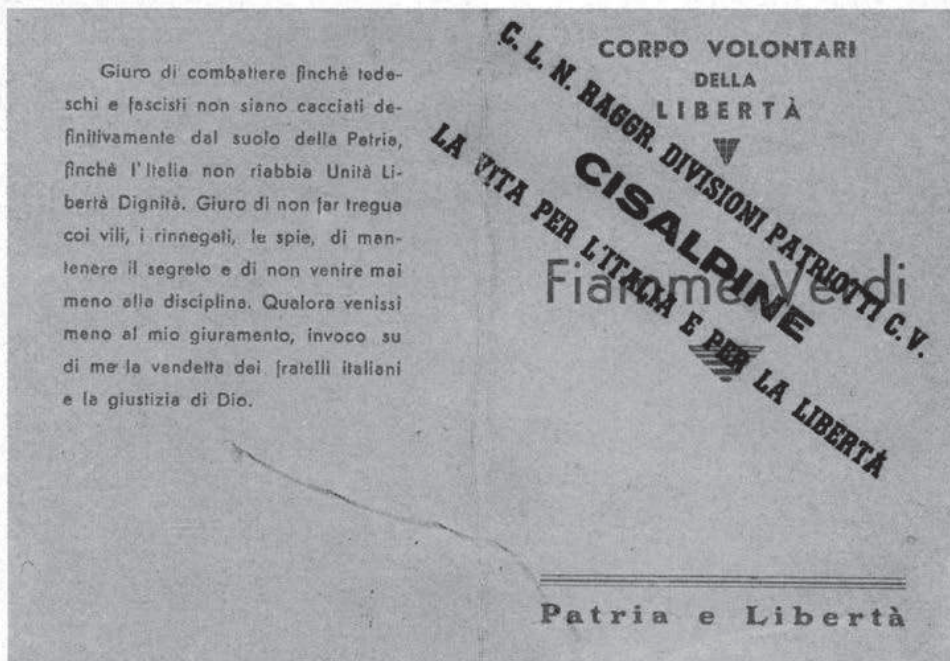 Giuro di combattere finchè tede-
schi e fascisti non siano cacciati de-
finitivamente dal suolo della Patria,
finchè l'Italia non riabbia Unità Li-
bertà Dignità. Giuro di non far tregua
coi vili, i rinnegati, le spie, di man-
tenere il segreto e di non venire mai
meno alla disciplina. Qualora venissi
meno al mio giuramento, invoco su
di me la vendetta dei fratelli italiani
e la giustizia di Dio.
CORPO VOLONTARI
DELLA
LIBERTÀ
C. L. N. RAGGR. DIVISIONI PATRIOTTI C. V.
CISALPINE
LA VITA PER L'ITALIA E PER LA LIBERTÀ
Fiamme Verdi
Patria e Libertà